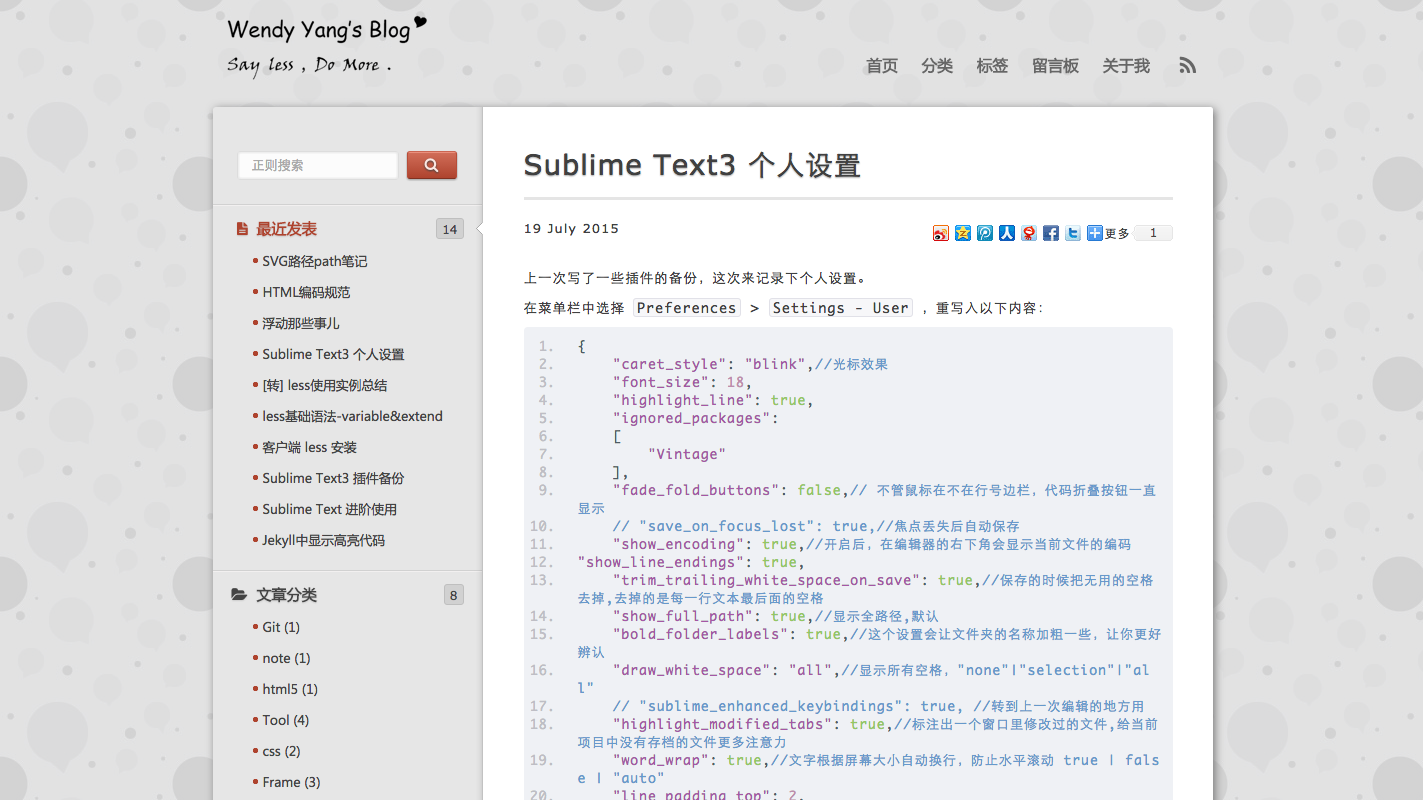 Wendy Yang's Blog
Say less , Do More .
首页 分类 标签 留言板 关于我
正则搜索
最近发表 14
SVG路径path笔记
HTML编码规范
浮动那些事儿
Sublime Text3 个人设置
[转] less使用实例总结
less基础语法-variable&extend
客户端 less 安装
Sublime Text3 插件备份
Sublime Text 进阶使用
Jekyll中显示高亮代码
文章分类 8
Git (1)
note (1)
html5 (1)
Tool (4)
css (2)
Frame (3)
Sublime Text3 个人设置
19 July 2015
更多 1
上一次写了一些插件的备份，这次来记录下个人设置。
在菜单栏中选择 Preferences > Settings - User ，重写入以下内容：
1. {
2. "caret_style": "blink",//光标效果
3. "font_size": 18,
4. "highlight_line": true,
5. "ignored_packages":
6. [
7. "Vintage"
8. ],
9. "fade_fold_buttons": false,// 不管鼠标在不在行号边栏，代码折叠按钮一直
显示
10. // "save_on_focus_lost": true,//焦点丢失后自动保存
11. "show_encoding": true,//开启后，在编辑器的右下角会显示当前文件的编码
12. "show_line_endings": true,
13. "trim_trailing_white_space_on_save": true,//保存的时候把无用的空格
去掉,去掉的是每一行文本最后面的空格
14. "show_full_path": true,//显示全路径,默认
15. "bold_folder_labels": true,//这个设置会让文件夹的名称加粗一些，让你更好
辨认
16. "draw_white_space": "all",//显示所有空格，"none"|"selection"|"al
l"
17. // "sublime_enhanced_keybindings": true, //转到上一次编辑的地方用
18. "highlight_modified_tabs": true,//标注出一个窗口里修改过的文件,给当前
项目中没有存档的文件更多注意力
19. "word_wrap": true,//文字根据屏幕大小自动换行，防止水平滚动 true | fals
e | "auto"
20. "line_padding_top": 2,